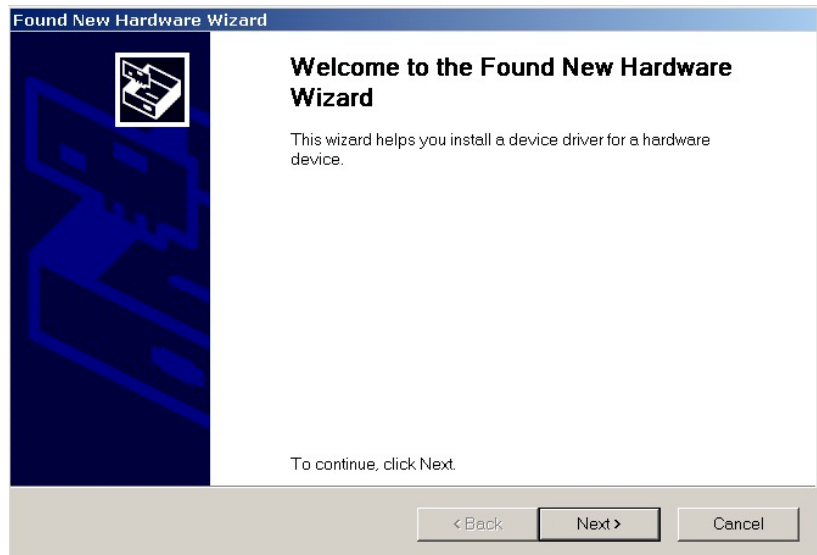 Found New Hardware Wizard
Welcome to the Found New Hardware
Wizard
This wizard helps you install a device driver for a hardware
device.
To continue, click Next.
< Back Next > Cancel